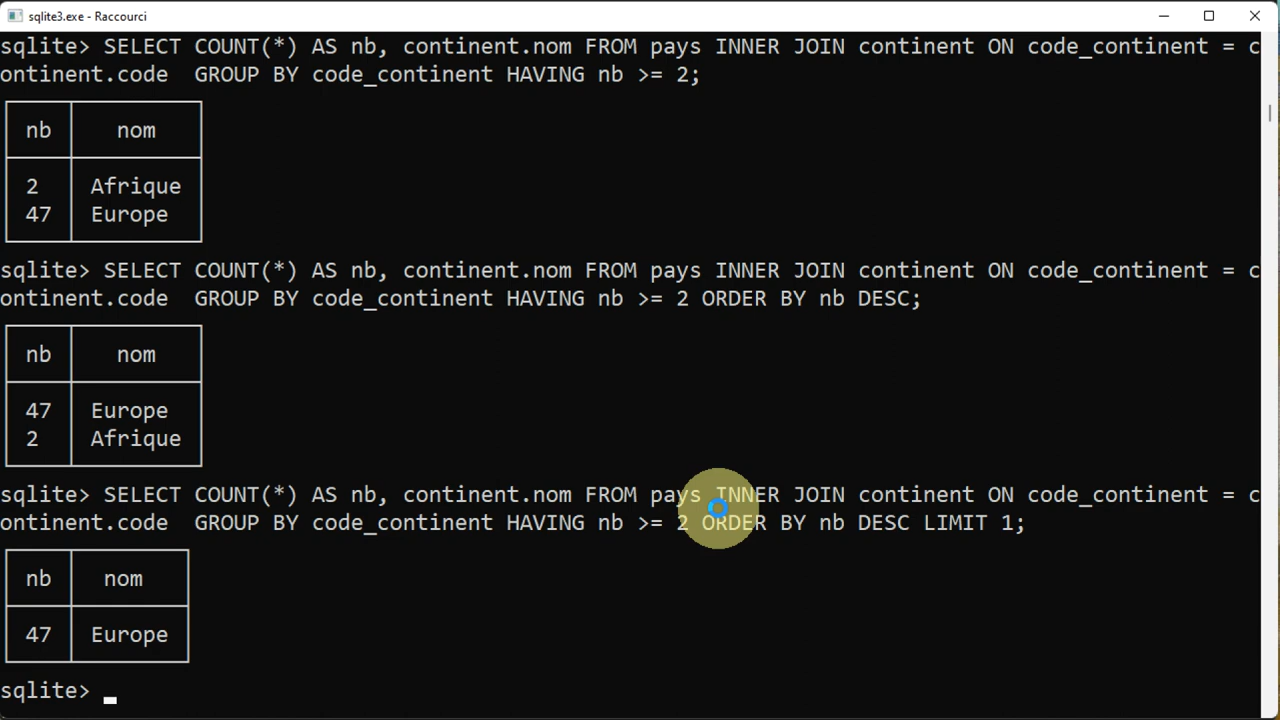 sqlite3.exe - Raccourci
sqlite> SELECT COUNT(*) AS nb, continent.nom FROM pays INNER JOIN continent ON code_continent = c
ontinent.code  GROUP BY code_continent HAVING nb >= 2;
nb nom
2 Afrique
47 Europe
sqlite> SELECT COUNT(*) AS nb, continent.nom FROM pays INNER JOIN continent ON code_continent = c
ontinent.code  GROUP BY code_continent HAVING nb >= 2 ORDER BY nb DESC;
nb nom
47 Europe
2 Afrique
sqlite> SELECT COUNT(*) AS nb, continent.nom FROM pays INNER JOIN continent ON code_continent = c
ontinent.code  GROUP BY code_continent HAVING nb >= 2 ORDER BY nb DESC LIMIT 1;
nb nom
47 Europe
sqlite>